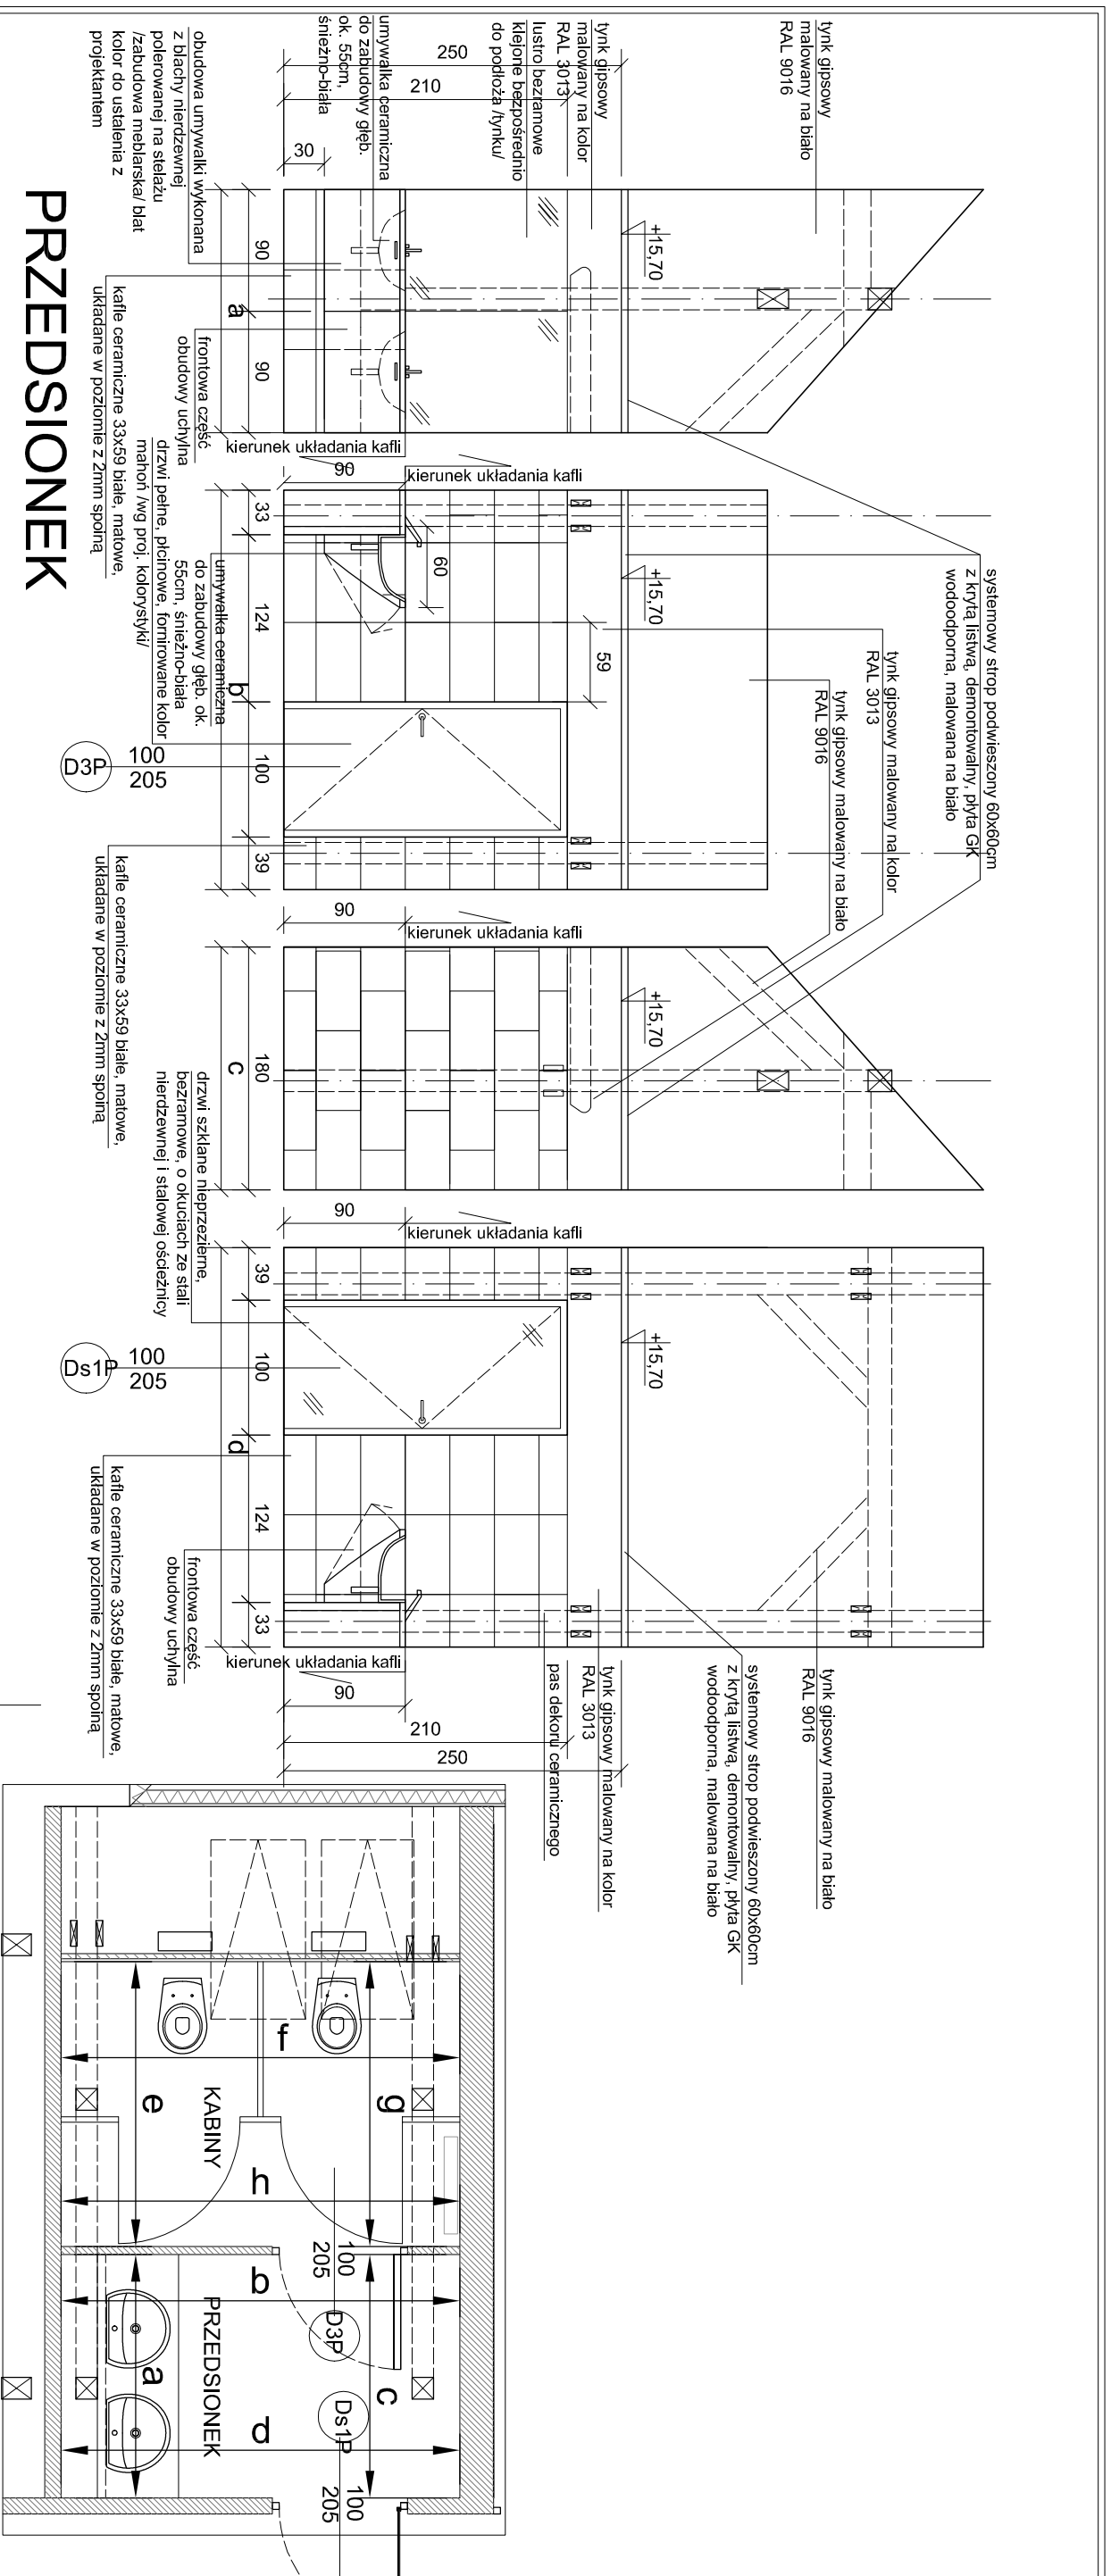 tynk gipsowy
malowany na biało
RAL 9016
tynk gipsowy
malowany na kolor
RAL 3013
lustro bezramowe
klejone bezpośrednio
do podłoża /tynku/
umywalka ceramiczna
do zabudowy głęb.
ok. 55cm,
śnieżno-biała
obudowa umywalki wykonana
z blachy nierdzewnej
polerowanej na stelażu
/zabudowa meblarska/ blat
kolor do ustalenia z
projektantem
250
210
30
+15,70
90
a
90
frontowa część
obudowy uchylna
kafle ceramiczne 33x59 białe, matowe,
układane w poziomie z 2mm spoiną
PRZEDSIONEK
kierunek układania kafli
90
kierunek układania kafli
systemowy strop podwieszony 60x60cm
z krytą listwą, demontowalny, płyta GK
wodoodporna, malowana na biało
tynk gipsowy malowany na kolor
RAL 3013
tynk gipsowy malowany na biało
RAL 9016
+15,70
60
59
33
124
b
100
39
umywalka ceramiczna
do zabudowy głęb. ok.
55cm, śnieżno-biała
drzwi pełne, płcinowe, fornirowane kolor
mahoń /wg proj. kolorystyki/
D3P
100
205
kafle ceramiczne 33x59 białe, matowe,
układane w poziomie z 2mm spoiną
90
kierunek układania kafli
+15,70
180
c
drzwi szklane nieprzezierne,
bezramowe, o okuciach ze stali
nierdzewnej i stalowej ościeżnicy
90
kierunek układania kafli
+15,70
39
100
d
124
33
Ds1P
100
205
frontowa część
obudowy uchylna
kafle ceramiczne 33x59 białe, matowe,
układane w poziomie z 2mm spoiną
kierunek układania kafli
90
210
250
tynk gipsowy malowany na biało
RAL 9016
systemowy strop podwieszony 60x60cm
z krytą listwą, demontowalny, płyta GK
wodoodporna, malowana na biało
tynk gipsowy malowany na kolor
RAL 3013
pas dekoru ceramicznego
f
g
e
KABINY
h
100
205
D3P
b
PRZEDSIONEK
a
c
d
Ds1P
100
205